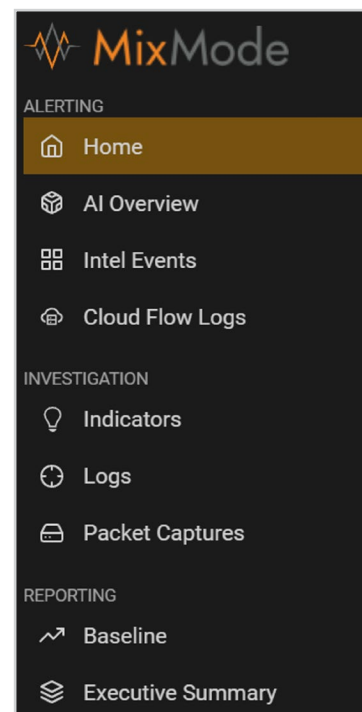 MixMode
ALERTING
Home
AI Overview
Intel Events
Cloud Flow Logs
INVESTIGATION
Indicators
Logs
Packet Captures
REPORTING
Baseline
Executive Summary